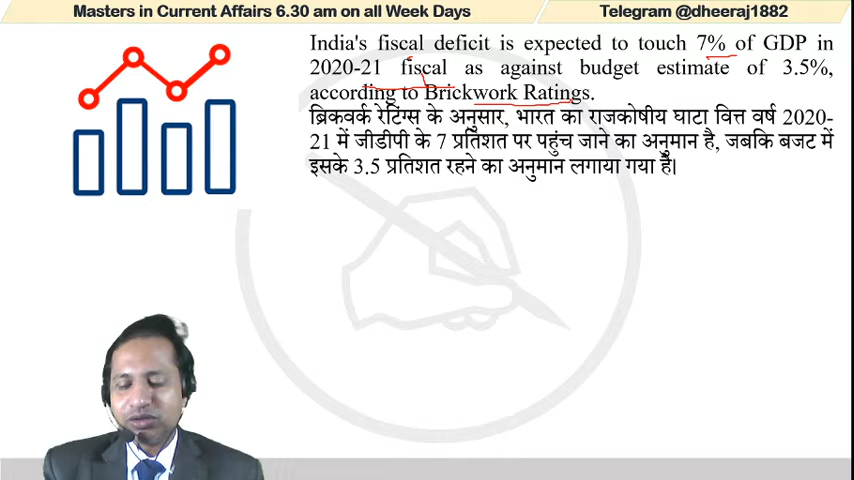 Masters in Current Affairs 6.30 am on all Week Days
Telegram @dheeraj1882
India's fiscal deficit is expected to touch 7% of GDP in
2020-21 fiscal as against budget estimate of 3.5%,
according to Brickwork Ratings.
ब्रिकवर्क रेटिंग्स के अनुसार, भारत का राजकोषीय घाटा वित्त वर्ष 2020-
21 में जीडीपी के 7 प्रतिशत पर पहुंच जाने का अनुमान है, जबकि बजट में
इसके 3.5 प्रतिशत रहने का अनुमान लगाया गया है।